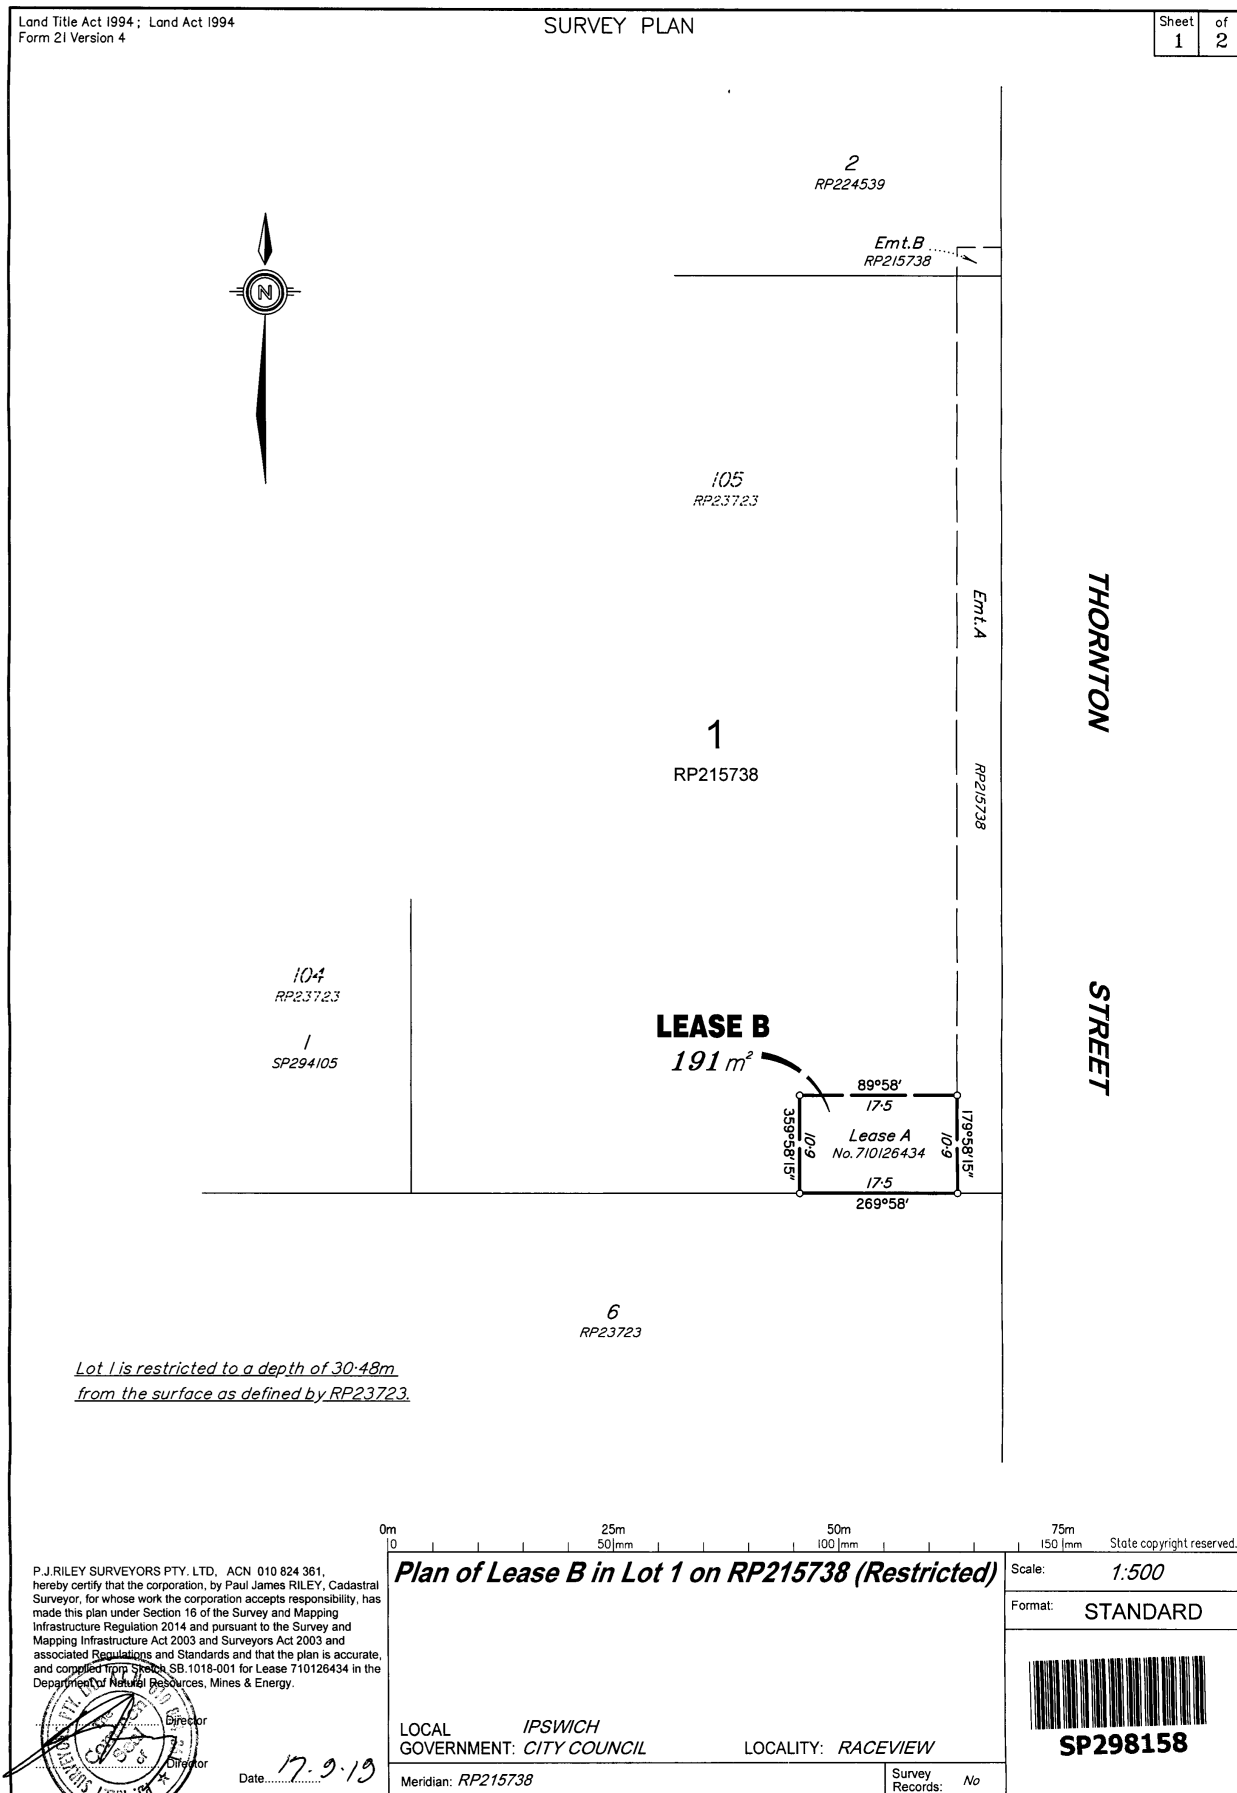 Land Title Act 1994 ; Land Act 1994
Form 21 Version 4
SURVEY PLAN
Sheet of
1 2
2
RP224539
Emt.B
RP215738
N
105
RP23723
Emt.A
THORNTON
1
RP215738
RP215738
104
RP23723
1
SP294105
STREET
LEASE B
191 m²
89°58'
17·5
359°58'15"
10·9
Lease A
No.710126434
10·9
179°58'15"
17·5
269°58'
6
RP23723
Lot 1 is restricted to a depth of 30·48m
from the surface as defined by RP23723.
0m 25m 50m 75m
0 50 mm 100 mm 150 mm State copyright reserved.
P.J.RILEY SURVEYORS PTY. LTD, ACN 010 824 361,
hereby certify that the corporation, by Paul James RILEY, Cadastral
Surveyor, for whose work the corporation accepts responsibility, has
made this plan under Section 16 of the Survey and Mapping
Infrastructure Regulation 2014 and pursuant to the Survey and
Mapping Infrastructure Act 2003 and Surveyors Act 2003 and
associated Regulations and Standards and that the plan is accurate,
and compiled from Sketch SB.1018-001 for Lease 710126434 in the
Department of Natural Resources, Mines & Energy.
Director
Director
Date 17.9.19
The
Common
Seal
of
Plan of Lease B in Lot 1 on RP215738 (Restricted)
Scale: 1:500
Format: STANDARD
LOCAL GOVERNMENT: IPSWICH CITY COUNCIL
LOCALITY: RACEVIEW
SP298158
Meridian: RP215738
Survey Records: No